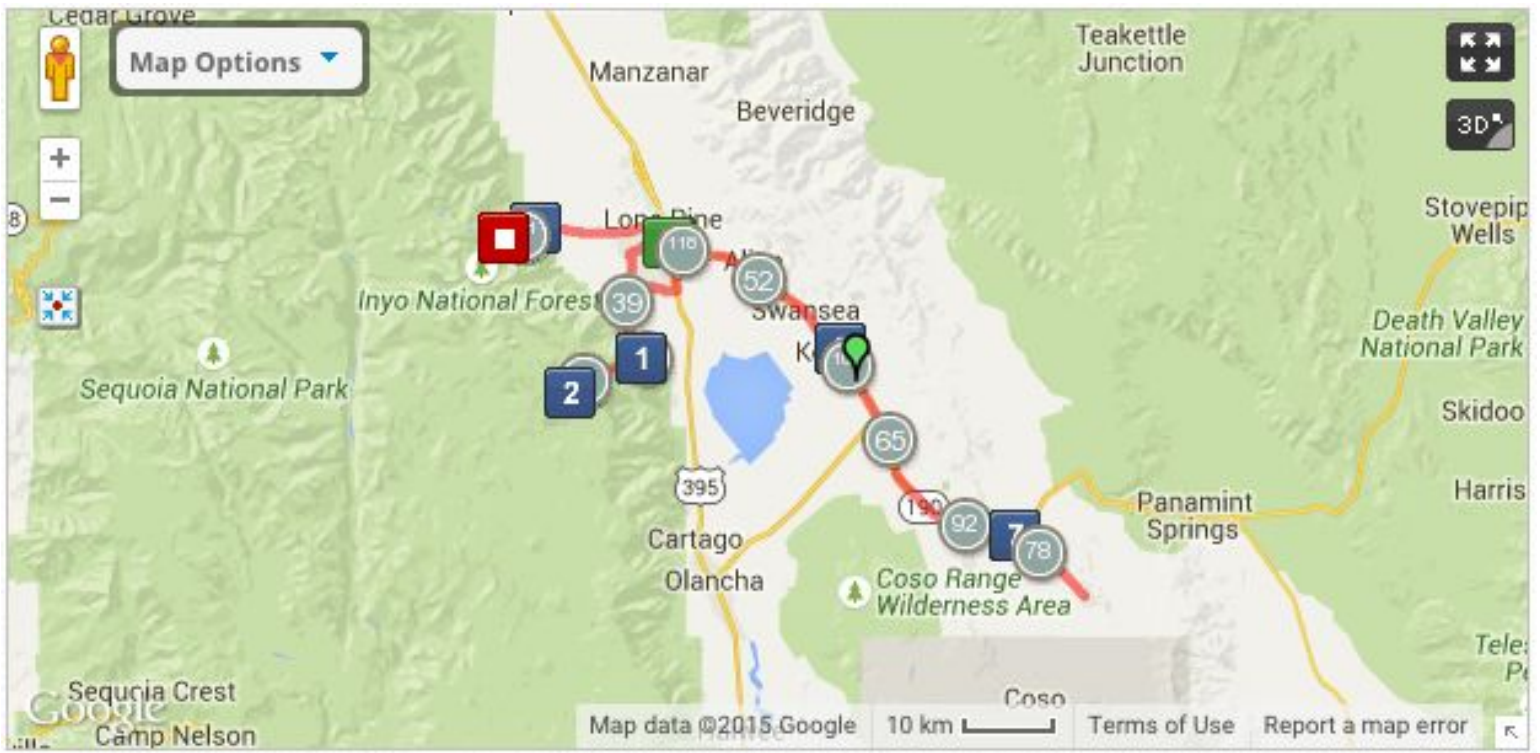 Cedar Grove
Map Options
Teakettle
Junction
Manzanar
Beveridge
3D
+
−
8
Lone Pine
Stovepip
Wells
118
52
Inyo National Forest
39
Swansea
Death Valley
National Park
1
2
Sequoia National Park
65
Skidoo
395
190
92
7
78
Harris
Panamint
Springs
Cartago
Olancha
Coso Range
Wilderness Area
Sequoia Crest
Coso
Google
Camp Nelson
Map data ©2015 Google
10 km
Terms of Use
Report a map error